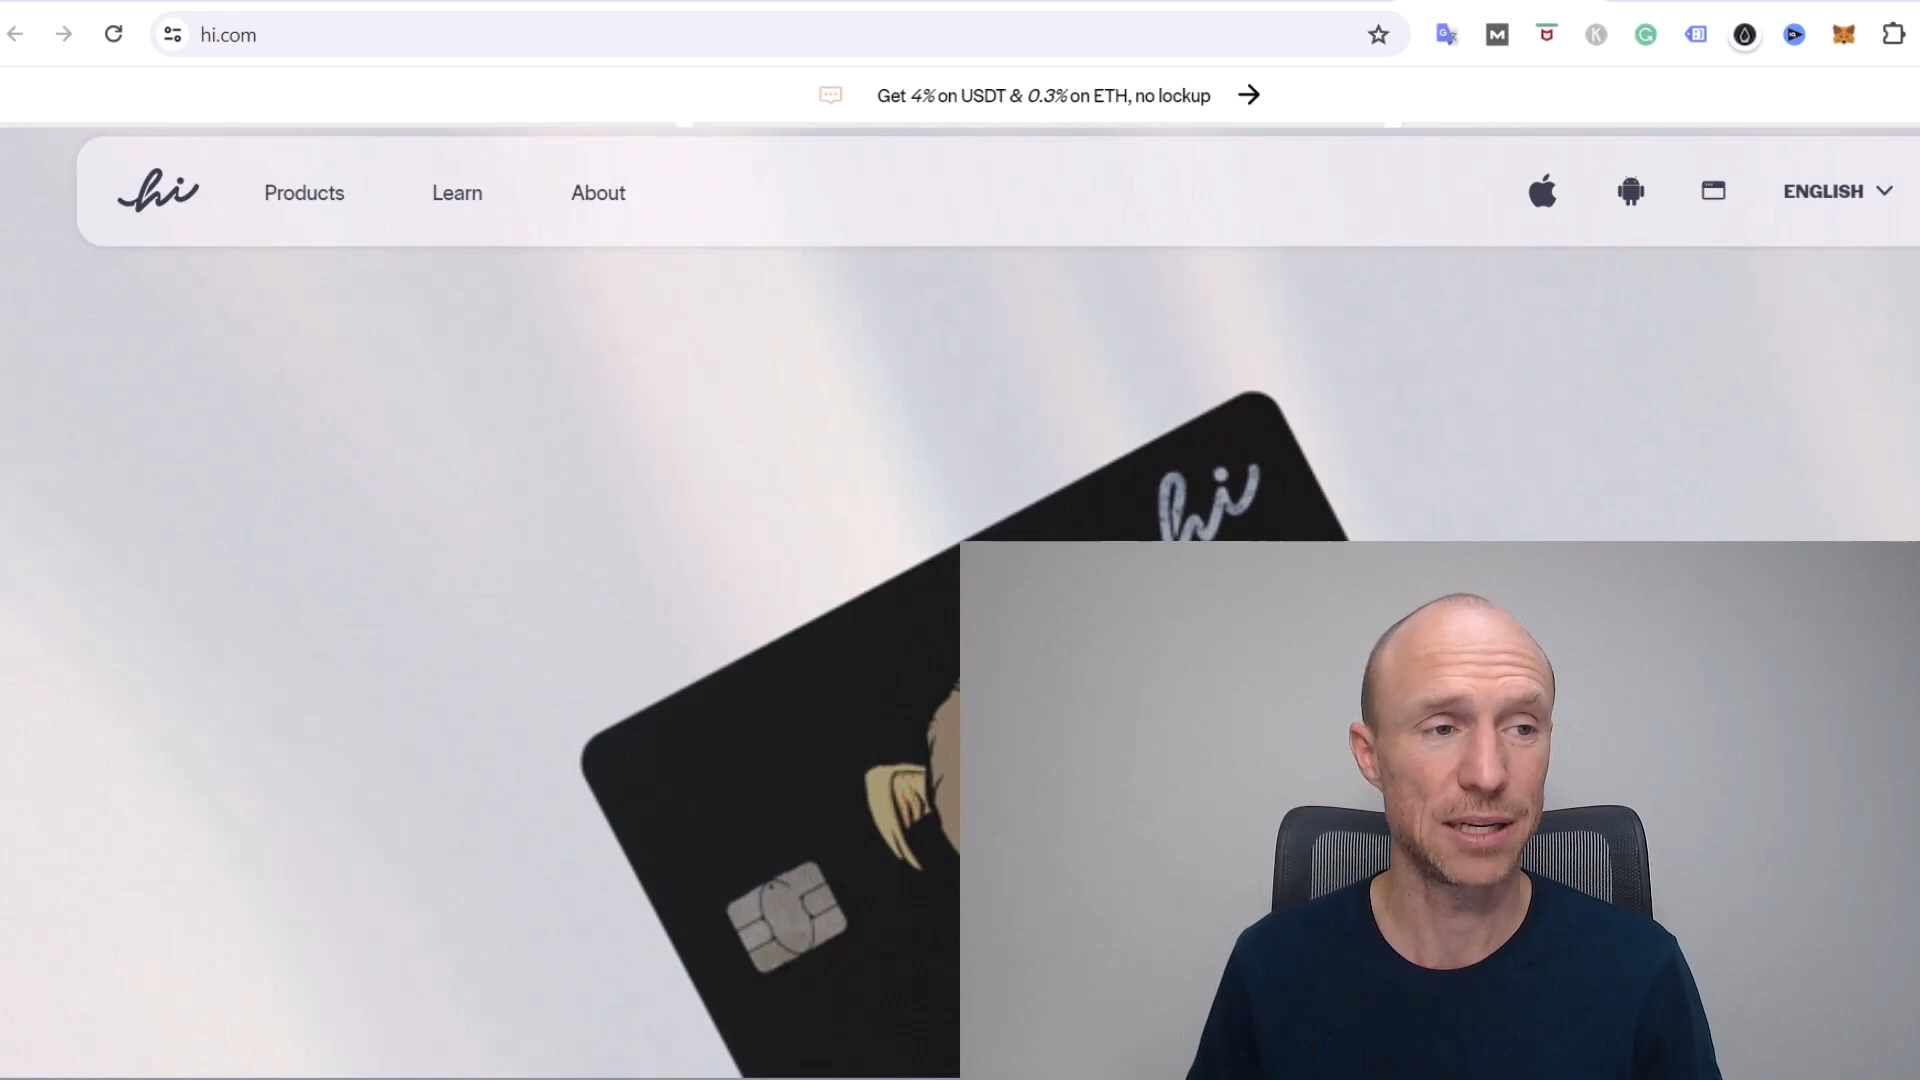 hi.com
Get 4% on USDT & 0.3% on ETH, no lockup
hi
Products
Learn
About
ENGLISH
hi